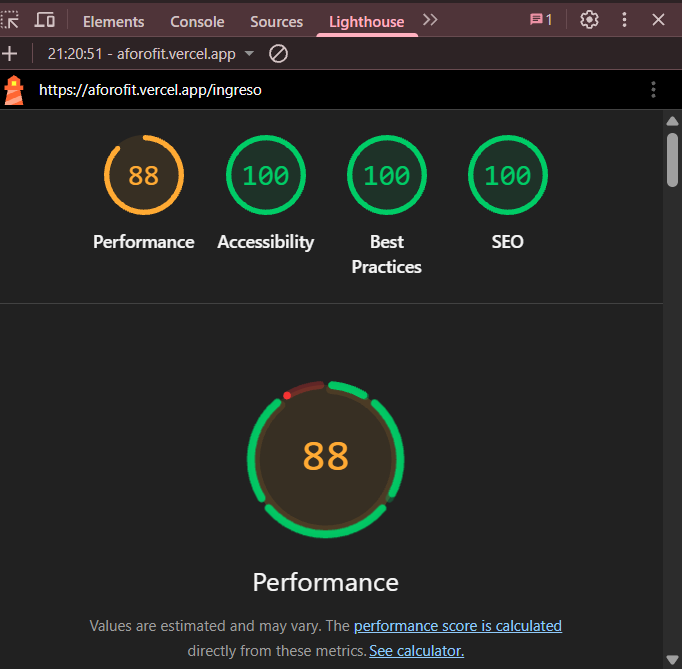 Elements Console Sources Lighthouse 1
21:20:51 - aforofit.vercel.app
https://aforofit.vercel.app/ingreso
88 100 100 100
Performance Accessibility Best Practices SEO
88
Performance
Values are estimated and may vary. The performance score is calculated
directly from these metrics. See calculator.